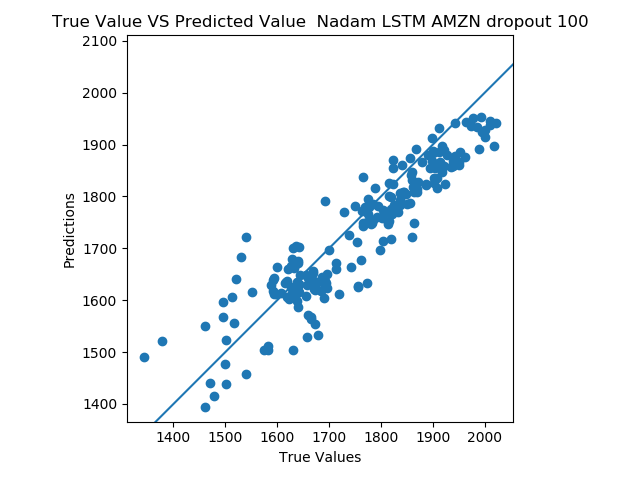 True Value VS Predicted Value  Nadam LSTM AMZN dropout 100
2100
2000
1900
1800
1700
1600
1500
1400
Predictions
1400 1500 1600 1700 1800 1900 2000
True Values